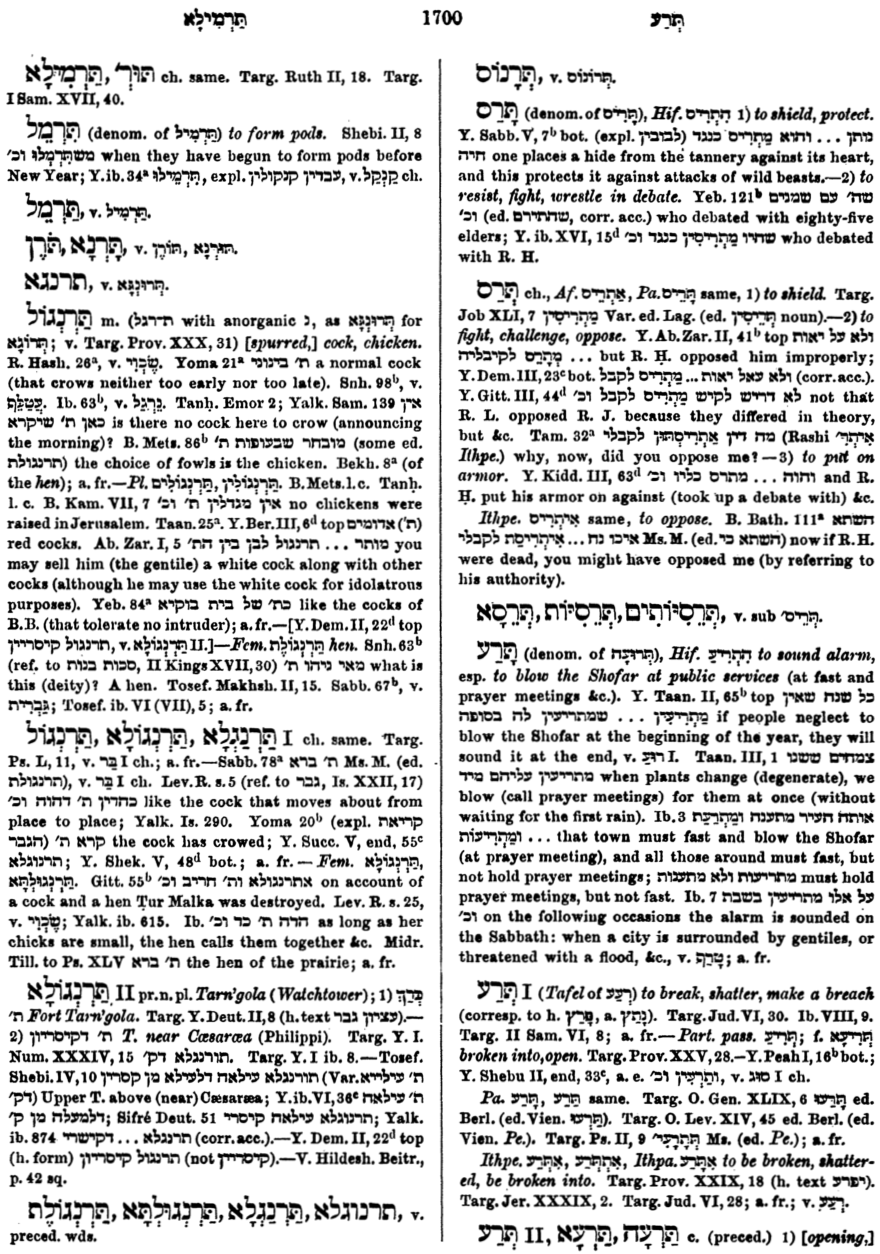 תַּרְמִילָא 1700 תְּרַע
תַּרְמִילָא, תּוּרְ׳ ch. same. Targ. Ruth II, 18. Targ.
I Sam. XVII, 40.
תִּרְמֵל (denom. of תַּרְמִיל) to form pods. Shebi. II, 8
משתִּרְמְלוּ וכ׳ when they have begun to form pods before
New Year; Y. ib. 34ᵃ תִּרְמֵילוּ, expl. עבדין קנקולין, v. קַנְקַל ch.
תַּרְמֵל, v. תַּרְמִיל.
תָּרְנָא, תֹּרֶן, v. תּוּרְנָא, תּוֹרֶן.
תרנגא, v. תְּרוּנְגָּא.
תַּרְנְגוֹל m. (ת־רגל with anorganic נ, as תְּרוּנְגָּא for
תְּרוֹגָא; v. Targ. Prov. XXX, 31) [spurred,] cock, chicken.
R. Hash. 26ᵃ, v. שֶׂכְוִי. Yoma 21ᵃ ת׳ בינוני a normal cock
(that crows neither too early nor too late). Snh. 98ᵇ, v.
עֲטַלֵּף. Ib. 63ᵇ, v. נֵרְגַל. Tanḥ. Emor 2; Yalk. Sam. 139 אין
כאן ת׳ שיקרא is there no cock here to crow (announcing
the morning)? B. Mets. 86ᵇ מובחר שבעופות ת׳ (some ed.
תרנגולת) the choice of fowls is the chicken. Bekh. 8ᵃ (of
the hen); a. fr.—Pl. תַּרְנְגוֹלִים, תַּרְנְגוֹלִין. B. Mets. l. c. Tanḥ.
l. c. B. Kam. VII, 7 אין מגדלין ת׳ וכ׳ no chickens were
raised in Jerusalem. Taan. 25ᵃ. Y. Ber. III, 6ᵈ top אדומים (ת׳)
red cocks. Ab. Zar. I, 5 מותר ... תרנגול לבן בין הת׳ you
may sell him (the gentile) a white cock along with other
cocks (although he may use the white cock for idolatrous
purposes). Yeb. 84ᵃ כת׳ של בית בוקיא like the cocks of
B. B. (that tolerate no intruder); a. fr.—[Y. Dem. II, 22ᵈ top
תרנגול קיסריין, v. תַּרְנְגוֹלָא II.]—Fem. תַּרְנְגוֹלֶת hen. Snh. 63ᵇ
(ref. to סכות בנות, II Kings XVII, 30) מאי ניהו ת׳ what is
this (deity)? A hen. Tosef. Makhsh. II, 15. Sabb. 67ᵇ, v.
גַּבְרִית; Tosef. ib. VI (VII), 5; a. fr.
תַּרְנְגָלָא, תַּרְנְגוֹלָא, תַּרְנְגוֹל I ch. same. Targ.
Ps. L, 11, v. בַּר I ch.; a. fr.—Sabb. 78ᵃ ת׳ ברא Ms. M. (ed.
תרנגולת), v. בַּר I ch. Lev. R. s. 5 (ref. to גבר, Is. XXII, 17)
כהדין ת׳ דהוה וכ׳ like the cock that moves about from
place to place; Yalk. Is. 290. Yoma 20ᵇ (expl. קריאת
הגבר) קרא ת׳ the cock has crowed; Y. Succ. V, end, 55ᶜ
תרנוגלא; Y. Shek. V, 48ᵈ bot.; a. fr. — Fem. תַּרְנְגוֹלָא,
תַּרְנְגוּלְתָּא. Gitt. 55ᵇ אתרנגולא ות׳ חריב וכ׳ on account of
a cock and a hen Tur Malka was destroyed. Lev. R. s. 25,
v. שֶׂכְוִי; Yalk. ib. 615. Ib. הדה ת׳ כד וכ׳ as long as her
chicks are small, the hen calls them together &c. Midr.
Till. to Ps. XLV ת׳ ברא the hen of the prairie; a. fr.
תַּרְנְגוֹלָא II pr. n. pl. Tarn'gola (Watchtower); 1) כְּרַךְ
ת׳ Fort Tarn'gola. Targ. Y. Deut. II, 8 (h. text עציון גבר).—
2) ת׳ דקיסריון T. near Cæsaræa (Philippi). Targ. Y. I.
Num. XXXIV, 15 תורנגלא דק׳. Targ. Y. I ib. 8.—Tosef.
Shebi. IV, 10 תורנגלא עילאה דלעילא מן קסרין (Var. ת׳ עילייא
דק׳) Upper T. above (near) Cæsaræa; Y. ib. VI, 36ᶜ ת׳ עילאה
דלמעלה מן ק׳; Sifré Deut. 51 תרנוגלא עילאה קיסרי; Yalk.
ib. 874 תרנגלא ... דקישרי (corr. acc.).—Y. Dem. II, 22ᵈ top
(h. form) תרנגול קיסריון (not קיסריין).—V. Hildesh. Beitr.,
p. 42 sq.
תרנוגלא, תַּרְנַגְלָא, תַּרְנְגוּלְתָּא, תַּרְנְגוֹלֶת, v.
preced. wds.
תְּרָנוֹס, v. תְּרוֹנוֹס.
תָּרַס (denom. of תְּרִיס), Hif. הִתְרִיס 1) to shield, protect.
Y. Sabb. V, 7ᵇ bot. (expl. לבובין) נותן ... והוא מַתְרִיס כנגד
חיה one places a hide from the tannery against its heart,
and this protects it against attacks of wild beasts.—2) to
resist, fight, wrestle in debate. Yeb. 121ᵇ שה׳ עם שמנים
וכ׳ (ed. שהתירם, corr. acc.) who debated with eighty-five
elders; Y. ib. XVI, 15ᵈ שהיו מַתְרִיסִין כנגד וכ׳ who debated
with R. H.
תְּרַס ch., Af. אַתְרֵיס, Pa. תָּרֵיס same, 1) to shield. Targ.
Job XLI, 7 מַתְרִיסִין Var. ed. Lag. (ed. תְּרֵיסִין noun).—2) to
fight, challenge, oppose. Y. Ab. Zar. II, 41ᵇ top ולא על יאות
מְתָרֵס לקיבליה ... but R. Ḥ. opposed him improperly;
Y. Dem. III, 23ᶜ bot. ולא עאל יאות ... מַתְרֵיס לקבל (corr. acc.).
Y. Gitt. III, 44ᵈ לא דריש לקיש מַתְרֵיס לקבל וכ׳ not that
R. L. opposed R. J. because they differed in theory,
but &c. Tam. 32ᵃ מה דין אַתְרֵיסְתּוּן לקבלי (Rashi אִיתְרֵ׳
Ithpe.) why, now, did you oppose me?—3) to put on
armor. Y. Kidd. III, 63ᵈ והוה ... מתרס כליו וכ׳ and R.
Ḥ. put his armor on against (took up a debate with) &c.
Ithpe. אִיתְרֵיס same, to oppose. B. Bath. 111ᵃ השתא
איכו נח ... אִיתְרֵיסַת לקבלי Ms. M. (ed. השתא כי) now if R. H.
were dead, you might have opposed me (by referring to
his authority).
תְּרֵסִיּוֹתִים, תְּרֵסִיּוֹת, תְּרֵסָא, v. sub תְּרֵיס׳.
תָּרַע (denom. of תְּרוּעָה), Hif. הִתְרִיעַ to sound alarm,
esp. to blow the Shofar at public services (at fast and
prayer meetings &c.). Y. Taan. II, 65ᵇ top כל שנה שאין
מַתְרִיעִין ... שמתריעין לה בסופה if people neglect to
blow the Shofar at the beginning of the year, they will
sound it at the end, v. רוּעַ I. Taan. III, 1 צמחים ששנו
מתריעין עליהם מיד when plants change (degenerate), we
blow (call prayer meetings) for them at once (without
waiting for the first rain). Ib. 3 אותה העיר מתענה ומַתְרַעַת
ומַתְרִיעוֹת ... that town must fast and blow the Shofar
(at prayer meeting), and all those around must fast, but
not hold prayer meetings; מתריעות ולא מתענות must hold
prayer meetings, but not fast. Ib. 7 על אלו מתריעין בשבת
וכ׳ on the following occasions the alarm is sounded on
the Sabbath: when a city is surrounded by gentiles, or
threatened with a flood, &c., v. טָרַף; a. fr.
תְּרַע I (Tafel of רְעַע) to break, shatter, make a breach
(corresp. to h. פָּרַץ, a. נָתַץ). Targ. Jud. VI, 30. Ib. VIII, 9.
Targ. II Sam. VI, 8; a. fr.—Part. pass. תְּרִיעַ; f. תְּרִיעָא
broken into, open. Targ. Prov. XXV, 28.—Y. Peah I, 16ᵇ bot.;
Y. Shebu II, end, 33ᶜ, a. e. ותַרְעִין וכ׳, v. סוּג I ch.
Pa. תָּרַע, תָּרֵע same. Targ. O. Gen. XLIX, 6 תָּרָעוּ ed.
Berl. (ed. Vien. תְּרָעוּ). Targ. O. Lev. XIV, 45 ed. Berl. (ed.
Vien. Pe.). Targ. Ps. II, 9 תְּתָרְעִ׳ Ms. (ed. Pe.); a. fr.
Ithpe. אִתְּרַע, אִתְתְּרַע, Ithpa. אִתָּרַע to be broken, shatter-
ed, be broken into. Targ. Prov. XXIX, 18 (h. text יפרע).
Targ. Jer. XXXIX, 2. Targ. Jud. VI, 28; a. fr.; v. רְעַע.
תְּרַע II, תַּרְעָא, תַּרְעָה c. (preced.) 1) [opening,]